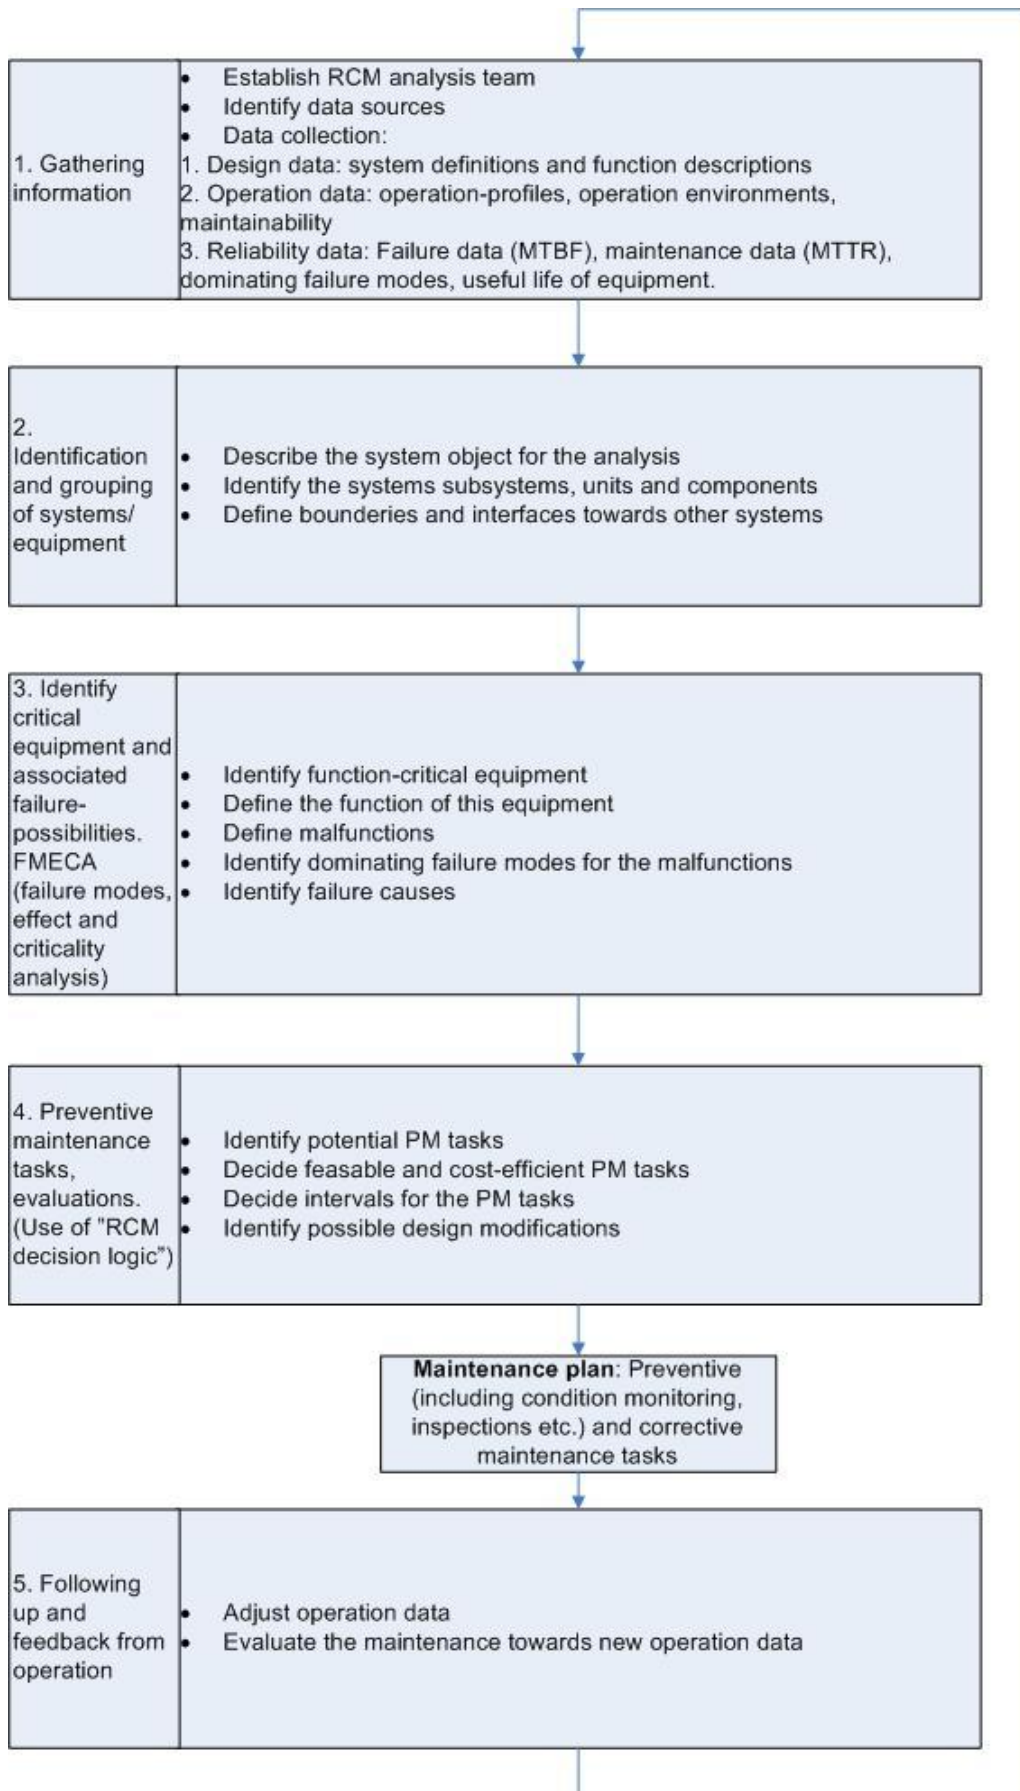 1. Gathering
information
• Establish RCM analysis team
• Identify data sources
• Data collection:
1. Design data: system definitions and function descriptions
2. Operation data: operation-profiles, operation environments,
maintainability
3. Reliability data: Failure data (MTBF), maintenance data (MTTR),
dominating failure modes, useful life of equipment.
2.
Identification
and grouping
of systems/
equipment
• Describe the system object for the analysis
• Identify the systems subsystems, units and components
• Define bounderies and interfaces towards other systems
3. Identify
critical
equipment and
associated
failure-
possibilities.
FMECA
(failure modes,
effect and
criticality
analysis)
• Identify function-critical equipment
• Define the function of this equipment
• Define malfunctions
• Identify dominating failure modes for the malfunctions
• Identify failure causes
4. Preventive
maintenance
tasks,
evaluations.
(Use of "RCM
decision logic”)
• Identify potential PM tasks
• Decide feasable and cost-efficient PM tasks
• Decide intervals for the PM tasks
• Identify possible design modifications
Maintenance plan: Preventive
(including condition monitoring,
inspections etc.) and corrective
maintenance tasks
5. Following
up and
feedback from
operation
• Adjust operation data
• Evaluate the maintenance towards new operation data